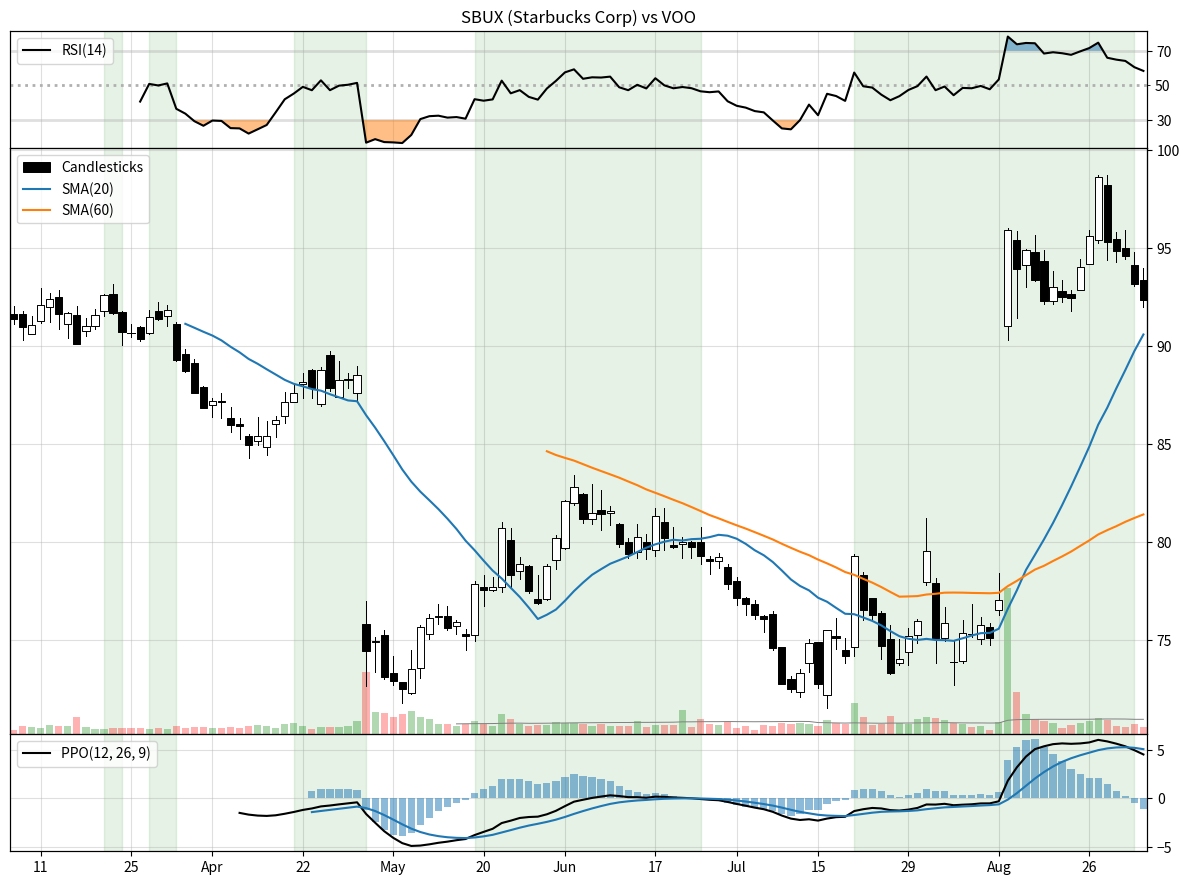 SBUX (Starbucks Corp) vs VOO
RSI(14)
70
50
30
Candlesticks
SMA(20)
SMA(60)
100
95
90
85
80
75
PPO(12, 26, 9)
5
0
−5
11 25 Apr 22 May 20 Jun 17 Jul 15 29 Aug 26